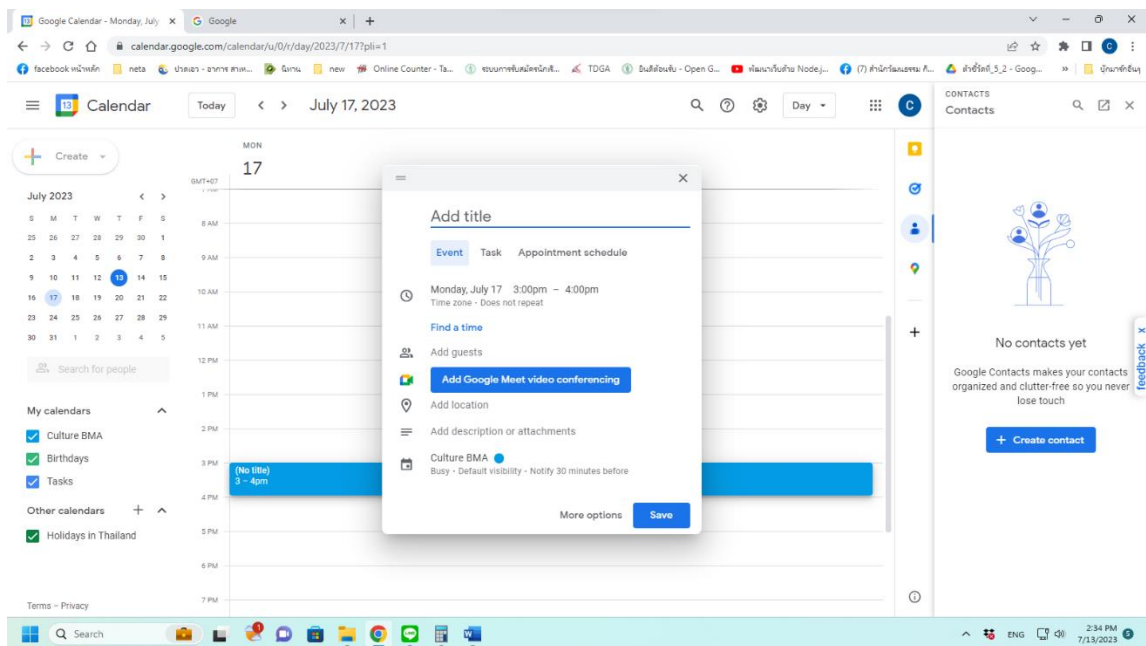 Google Calendar - Monday, July
Google
calendar.google.com/calendar/u/0/r/day/2023/7/17?pli=1
facebook
neta
new
Online Counter - Ta...
TDGA
- Open G...
Node.j...
(7)
_5_2 - Goog...
Calendar
Today
July 17, 2023
Day
C
CONTACTS
Contacts
Create
MON
17
GMT+07
July 2023
S M T W T F S
25 26 27 28 29 30 1
2 3 4 5 6 7 8
9 10 11 12 13 14 15
16 17 18 19 20 21 22
23 24 25 26 27 28 29
30 31 1 2 3 4 5
Search for people
My calendars
Culture BMA
Birthdays
Tasks
Other calendars
Holidays in Thailand
Terms – Privacy
8 AM
9 AM
10 AM
11 AM
12 PM
1 PM
2 PM
3 PM
4 PM
5 PM
6 PM
7 PM
(No title)
3 – 4pm
Add title
Event Task Appointment schedule
Monday, July 17 3:00pm – 4:00pm
Time zone - Does not repeat
Find a time
Add guests
Add Google Meet video conferencing
Add location
Add description or attachments
Culture BMA
Busy - Default visibility - Notify 30 minutes before
More options
Save
No contacts yet
Google Contacts makes your contacts
organized and clutter-free so you never
lose touch
Create contact
feedback x
Search
ENG
2:34 PM
7/13/2023